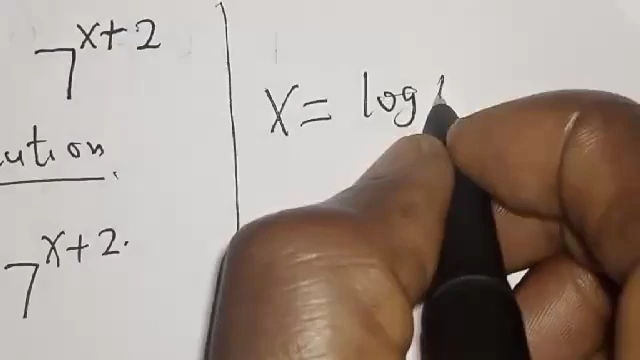 7^{x+2}
ution
7^{x+2}.
x = log